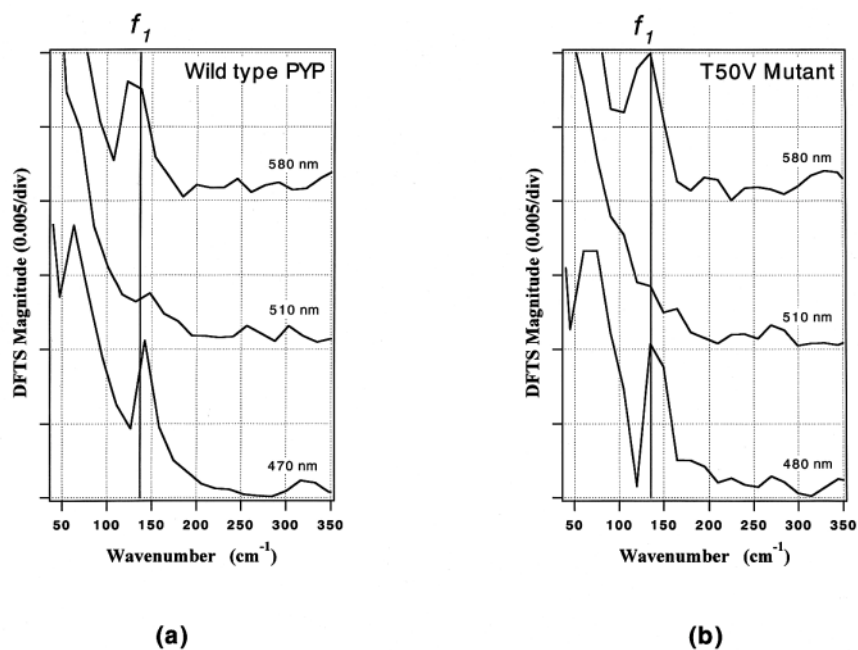 f1
Wild type PYP
580 nm
510 nm
470 nm
DFTS Magnitude (0.005/div)
50 100 150 200 250 300 350
Wavenumber (cm-1)
(a)
f1
T50V Mutant
580 nm
510 nm
480 nm
DFTS Magnitude (0.005/div)
50 100 150 200 250 300 350
Wavenumber (cm-1)
(b)